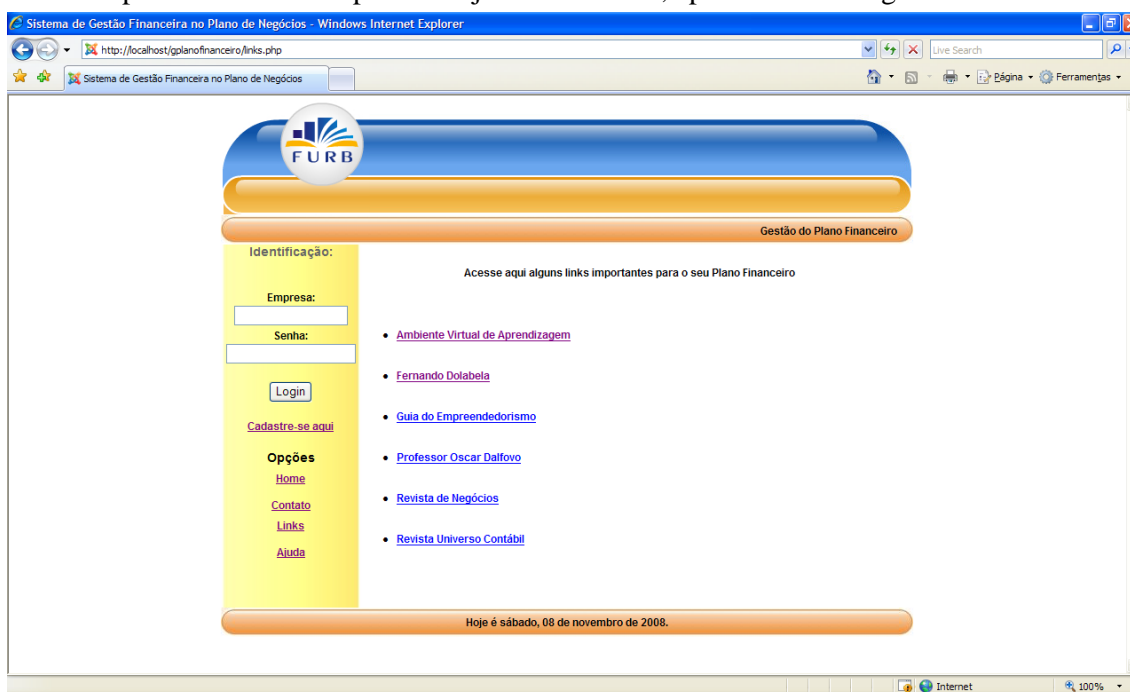 Sistema de Gestão Financeira no Plano de Negócios - Windows Internet Explorer
http://localhost/gplanofinanceiro/links.php
Live Search
Sistema de Gestão Financeira no Plano de Negócios
Página
Ferramentas
FURB
Gestão do Plano Financeiro
Identificação:
Acesse aqui alguns links importantes para o seu Plano Financeiro
Empresa:
Senha:
Login
Cadastre-se aqui
Opções
Home
Contato
Links
Ajuda
• Ambiente Virtual de Aprendizagem
• Fernando Dolabela
• Guia do Empreendedorismo
• Professor Oscar Dalfovo
• Revista de Negócios
• Revista Universo Contábil
Hoje é sábado, 08 de novembro de 2008.
Internet
100%